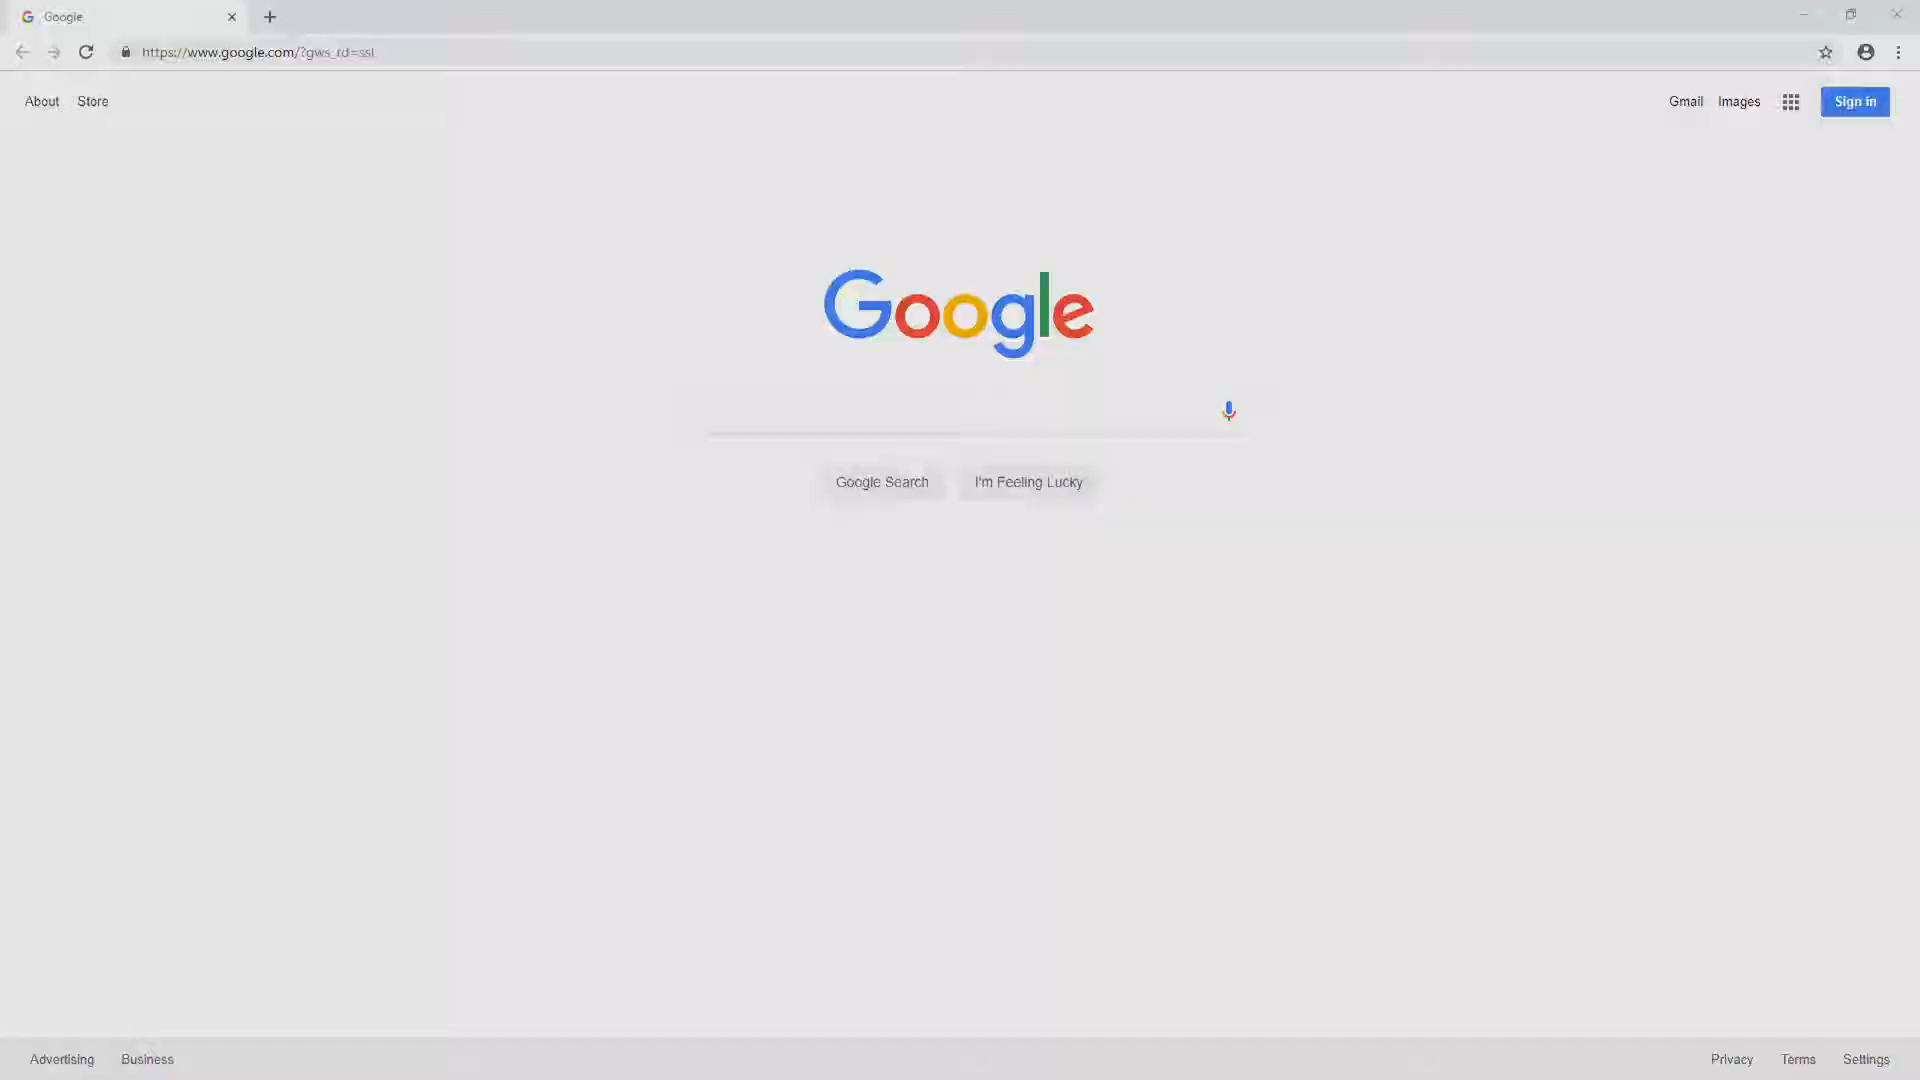 Google
https://www.google.com/?gws_rd=ssl
About Store
Gmail Images Sign in
Google
Google Search I'm Feeling Lucky
Advertising Business
Privacy Terms Settings